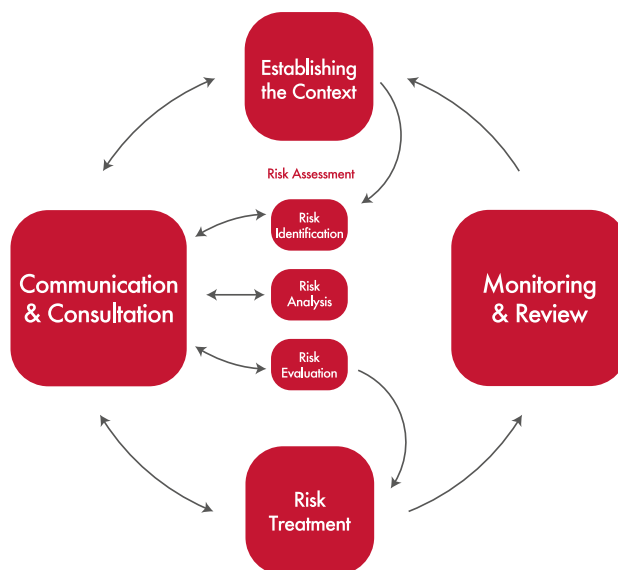 Establishing
the Context
Risk Assessment
Risk
Identification
Communication
& Consultation
Risk
Analysis
Monitoring
& Review
Risk
Evaluation
Risk
Treatment